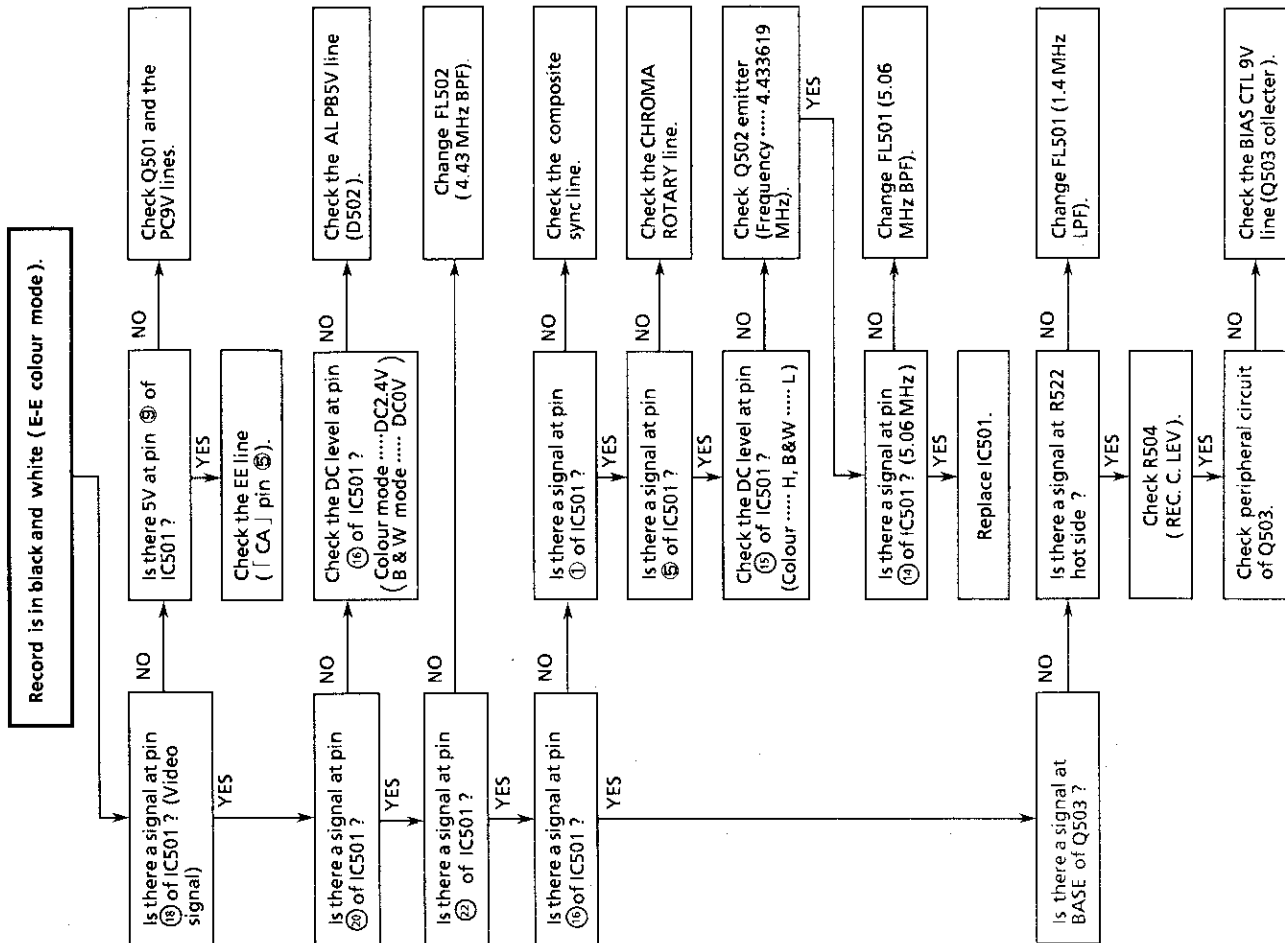 Record is in black and white ( E-E colour mode ).
Is there a signal at pin
⑱ of IC501 ? (Video
signal)
NO
Is there 5V at pin ⑨ of
IC501 ?
NO
Check Q501 and the
PC9V lines.
YES
Check the EE line
(「 CA 」 pin ⑤ ).
YES
Is there a signal at pin
⑳ of IC501 ?
NO
Check the DC level at pin
⑯ of IC501 ?
( Colour mode ·····DC2.4V )
( B & W mode ····· DC0V )
NO
Check the AL PB5V line
(D502 ).
YES
Is there a signal at pin
㉒ of IC501 ?
NO
Change FL502
( 4.43 MHz BPF).
YES
Is there a signal at pin
⑯ of IC501 ?
NO
Is there a signal at pin
① of IC501 ?
NO
Check the composite
sync line.
YES
Is there a signal at pin
⑤ of IC501 ?
NO
Check the CHROMA
ROTARY line.
YES
Check the DC level at pin
⑮ of IC501 ?
(Colour ····· H, B&W ····· L)
NO
Check Q502 emitter
(Frequency ····· 4.433619
MHz).
YES
Is there a signal at pin
⑭ of IC501 ? (5.06 MHz )
NO
Change FL501 (5.06
MHz BPF).
YES
Replace IC501.
YES
Is there a signal at
BASE of Q503 ?
NO
Is there a signal at R522
hot side ?
NO
Change FL501 (1.4 MHz
LPF).
YES
Check R504
( REC. C. LEV ).
YES
Check peripheral circuit
of Q503.
NO
Check the BIAS CTL 9V
line (Q503 collecter).